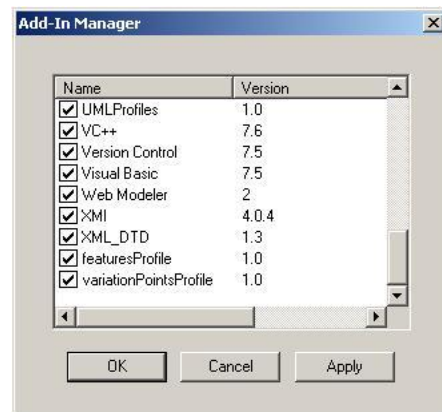 Add-In Manager
Name Version
UMLProfiles 1.0
VC++ 7.6
Version Control 7.5
Visual Basic 7.5
Web Modeler 2
XMI 4.0.4
XML_DTD 1.3
featuresProfile 1.0
variationPointsProfile 1.0
OK Cancel Apply